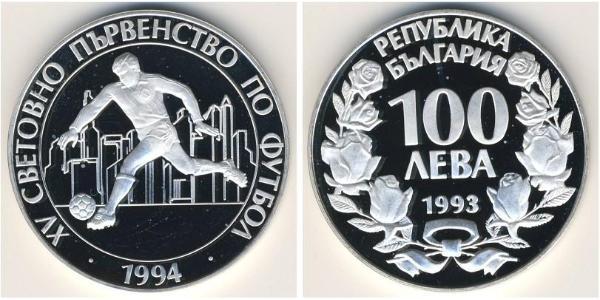 XV СВЕТОВНО ПЪРВЕНСТВО ПО ФУТБОЛ
· 1994 ·
РЕПУБЛИКА
БЪЛГАРИЯ
100
ЛЕВА
1993